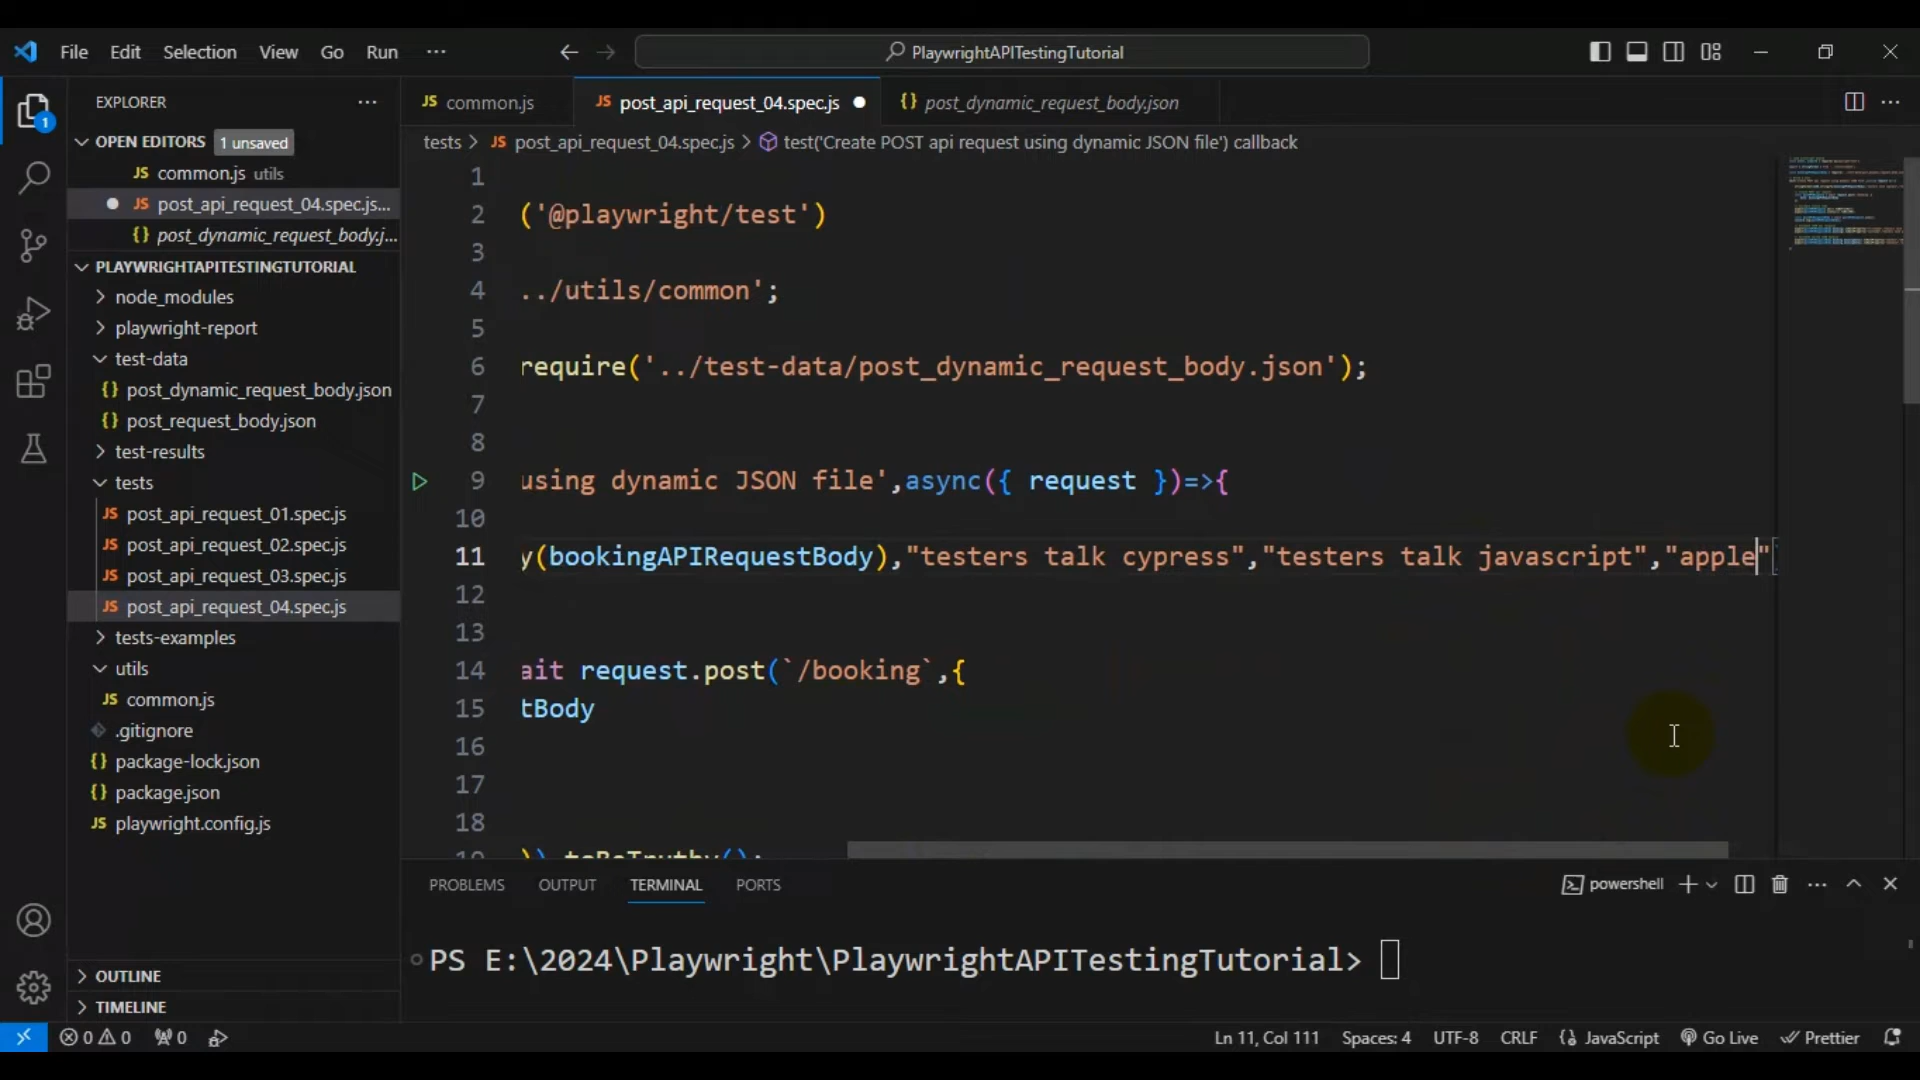 File Edit Selection View Go Run ··· PlaywrightAPITestingTutorial
EXPLORER
OPEN EDITORS 1 unsaved
common.js utils
post_api_request_04.spec.js...
post_dynamic_request_body.j...
PLAYWRIGHTAPITESTINGTUTORIAL
node_modules
playwright-report
test-data
post_dynamic_request_body.json
post_request_body.json
test-results
tests
post_api_request_01.spec.js
post_api_request_02.spec.js
post_api_request_03.spec.js
post_api_request_04.spec.js
tests-examples
utils
common.js
.gitignore
package-lock.json
package.json
playwright.config.js
OUTLINE
TIMELINE
JS common.js JS post_api_request_04.spec.js {} post_dynamic_request_body.json
tests > JS post_api_request_04.spec.js > test('Create POST api request using dynamic JSON file') callback
1
2 ('@playwright/test')
3
4 ../utils/common';
5
6 require('../test-data/post_dynamic_request_body.json');
7
8
9 using dynamic JSON file',async({ request })=>{
10
11 y(bookingAPIRequestBody),"testers talk cypress","testers talk javascript","apple"
12
13
14 ait request.post(`/booking`,{
15 tBody
16
17
18
19 )).toBeTruthy();
PROBLEMS OUTPUT TERMINAL PORTS powershell
PS E:\2024\Playwright\PlaywrightAPITestingTutorial>
0 0 0 Ln 11, Col 111 Spaces: 4 UTF-8 CRLF {} JavaScript Go Live Prettier